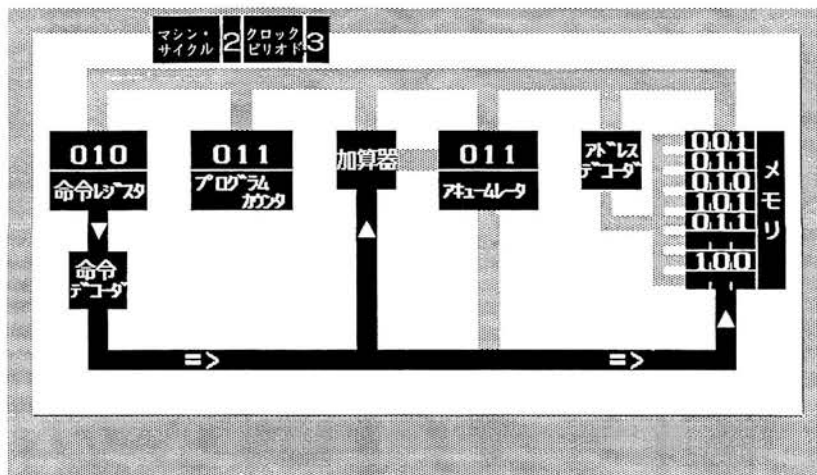 マシン・
サイクル
2
クロック
ピリオド
3
010
命令レジスタ
命令
デコーダ
011
プログラム
カウンタ
加算器
011
アキュームレータ
アドレス
デコーダ
001
011
010
101
011
100
メモリ
=>
=>